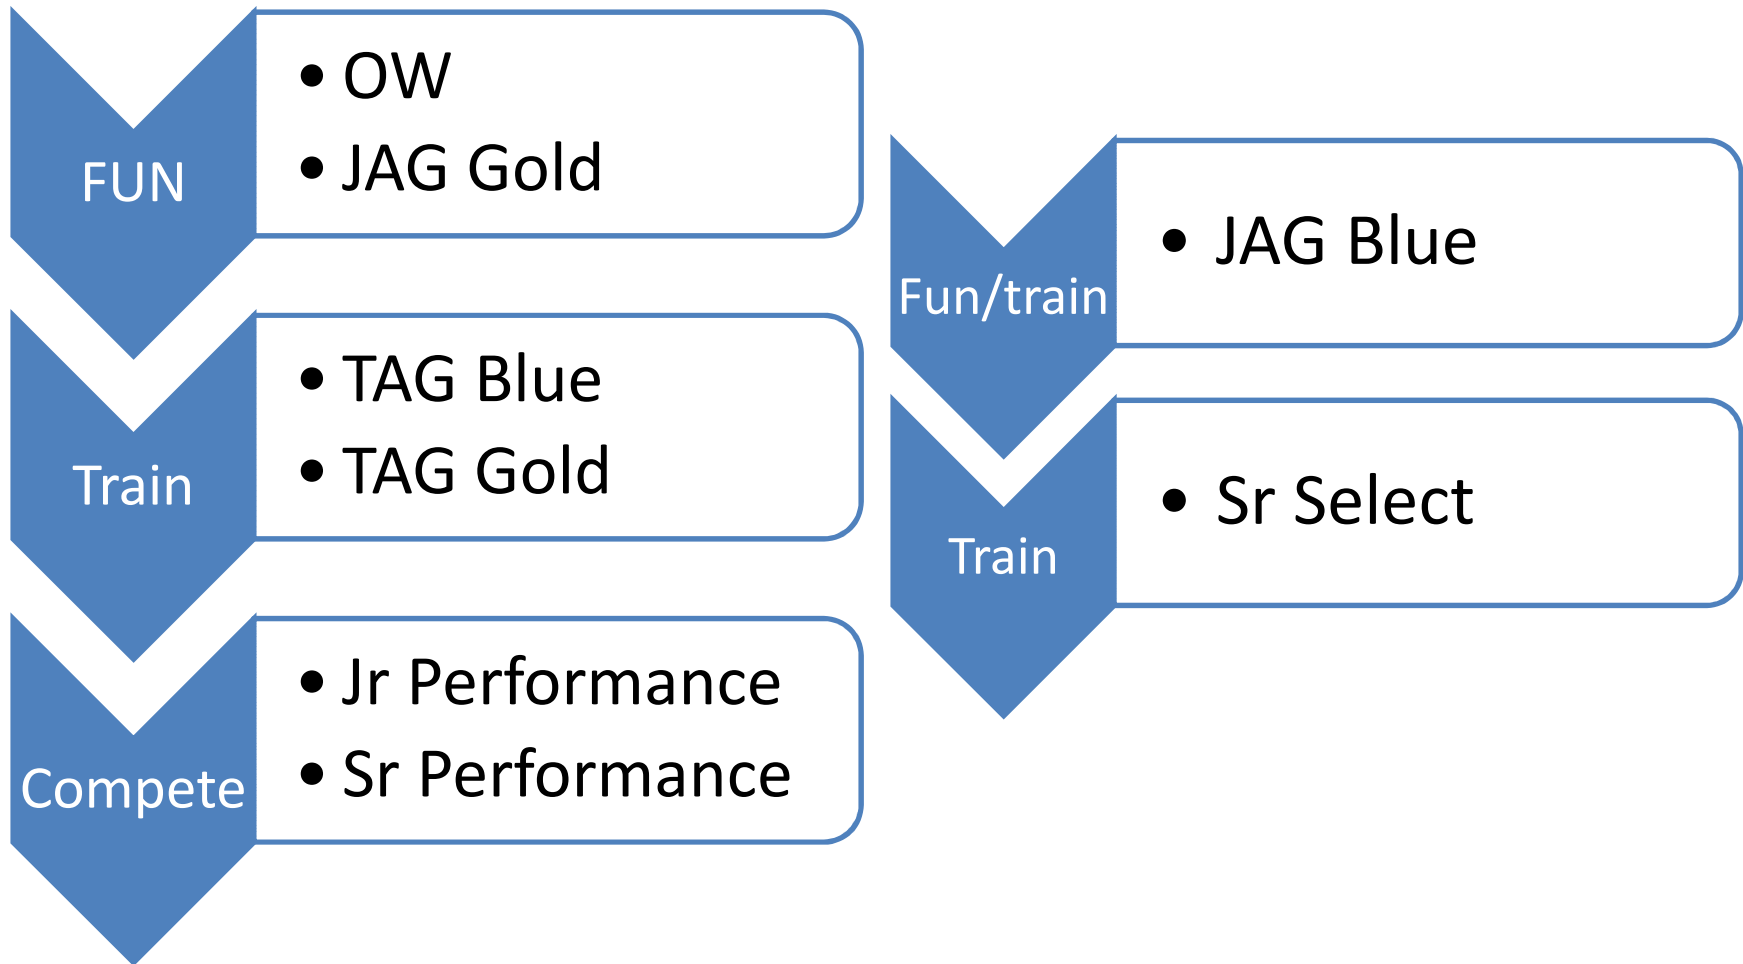 FUN
• OW
• JAG Gold
Train
• TAG Blue
• TAG Gold
Compete
• Jr Performance
• Sr Performance
Fun/train
• JAG Blue
Train
• Sr Select